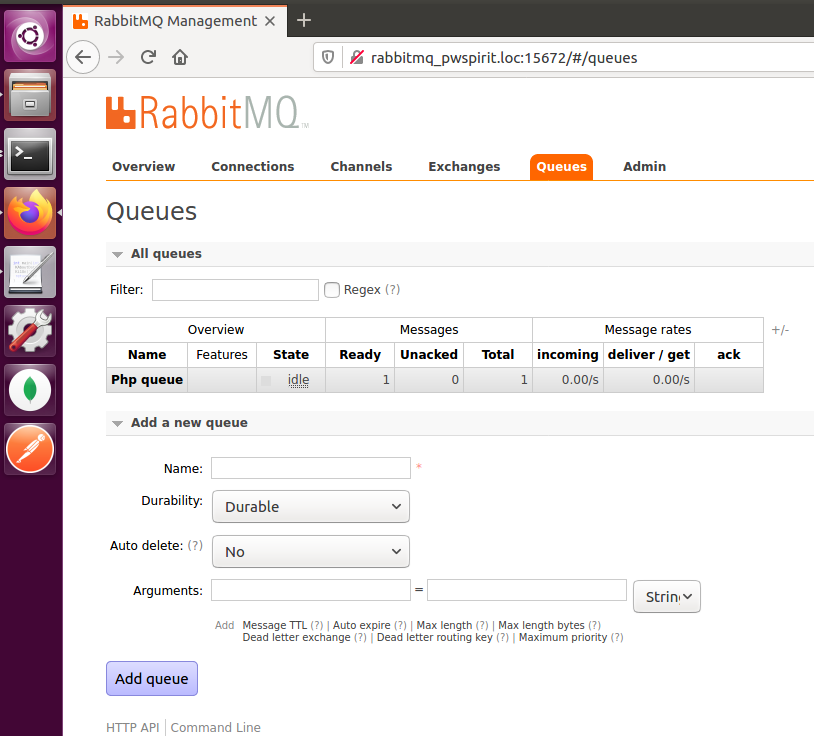 RabbitMQ Management
rabbitmq_pwspirit.loc:15672/#/queues
RabbitMQ TM
Overview Connections Channels Exchanges Queues Admin
Queues
All queues
Filter: Regex (?)
Overview Messages Message rates +/-
Name Features State Ready Unacked Total incoming deliver / get ack
Php queue idle 1 0 1 0.00/s 0.00/s
Add a new queue
Name: *
Durability: Durable
Auto delete: (?) No
Arguments: = String
Add Message TTL (?) | Auto expire (?) | Max length (?) | Max length bytes (?)
Dead letter exchange (?) | Dead letter routing key (?) | Maximum priority (?)
Add queue
HTTP API | Command Line